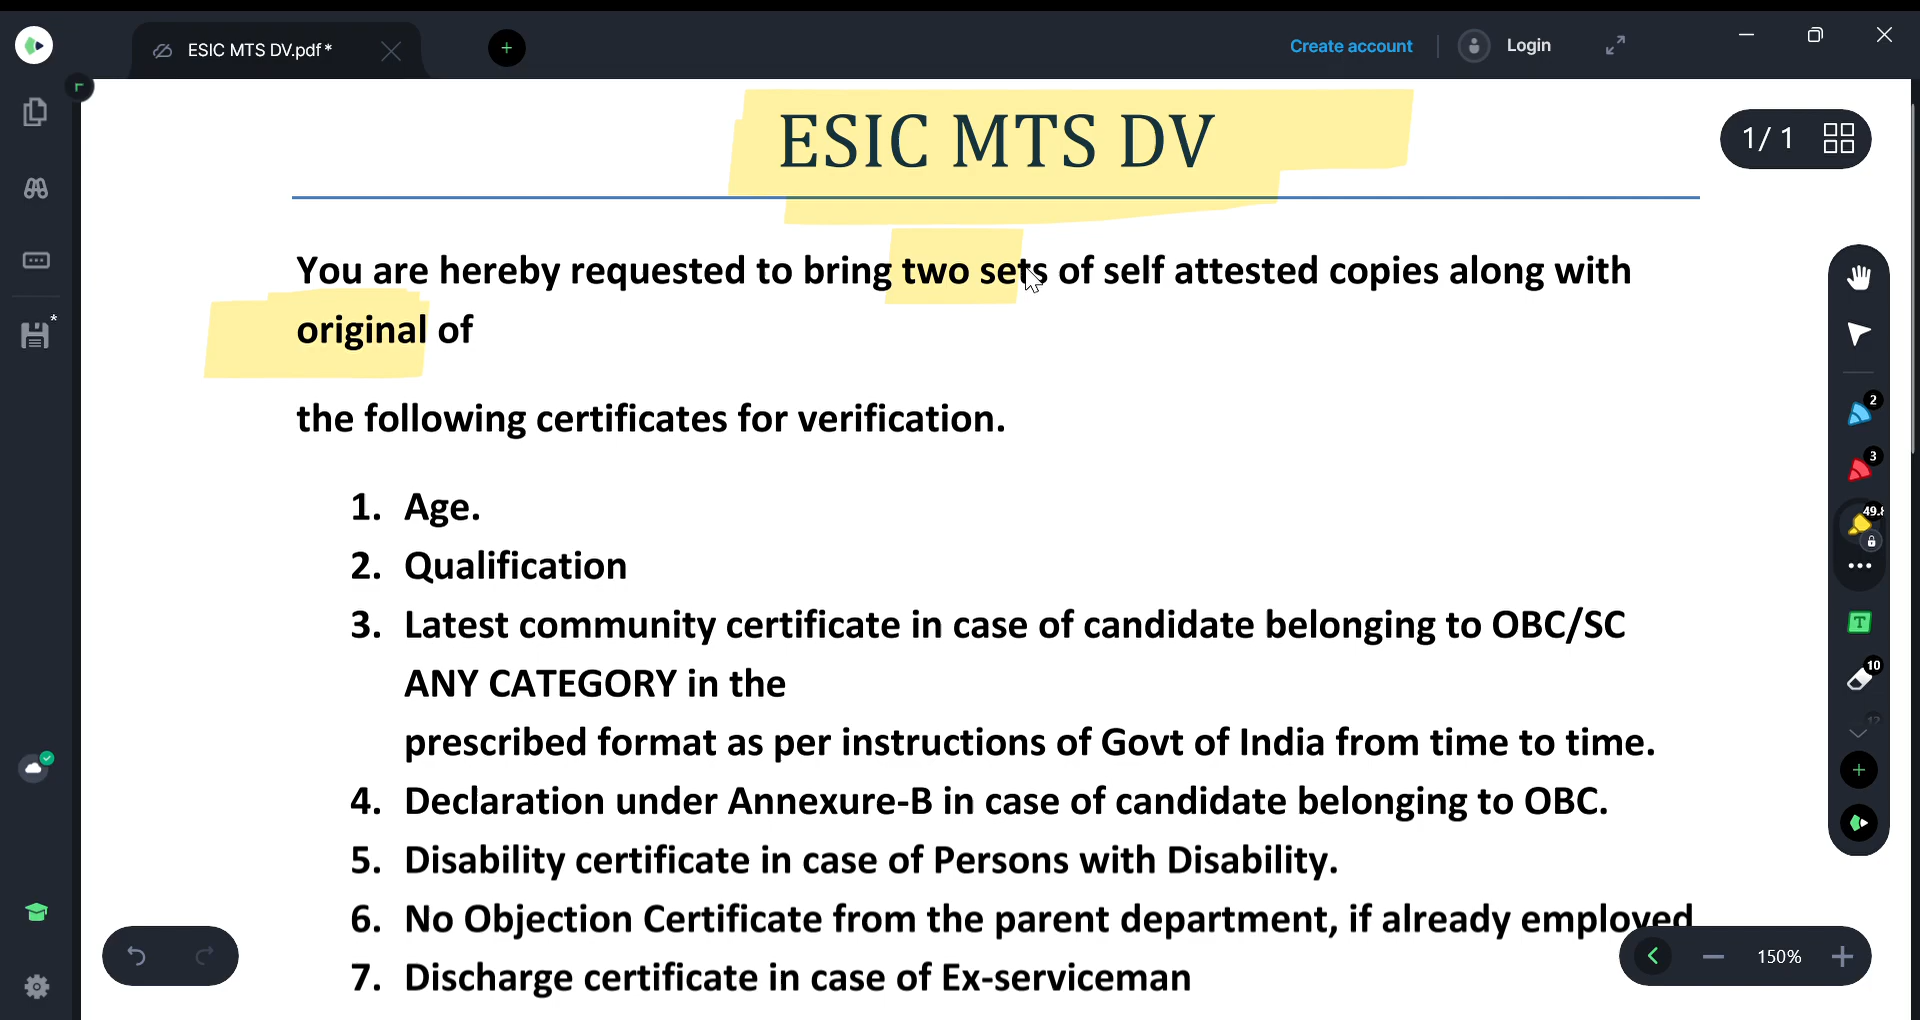 ESIC MTS DV.pdf*
Create account
Login
ESIC MTS DV
1/ 1
You are hereby requested to bring two sets of self attested copies along with
original of
the following certificates for verification.
1. Age.
2. Qualification
3. Latest community certificate in case of candidate belonging to OBC/SC
ANY CATEGORY in the
prescribed format as per instructions of Govt of India from time to time.
4. Declaration under Annexure-B in case of candidate belonging to OBC.
5. Disability certificate in case of Persons with Disability.
6. No Objection Certificate from the parent department, if already employed
7. Discharge certificate in case of Ex-serviceman
2
3
T
10
150%